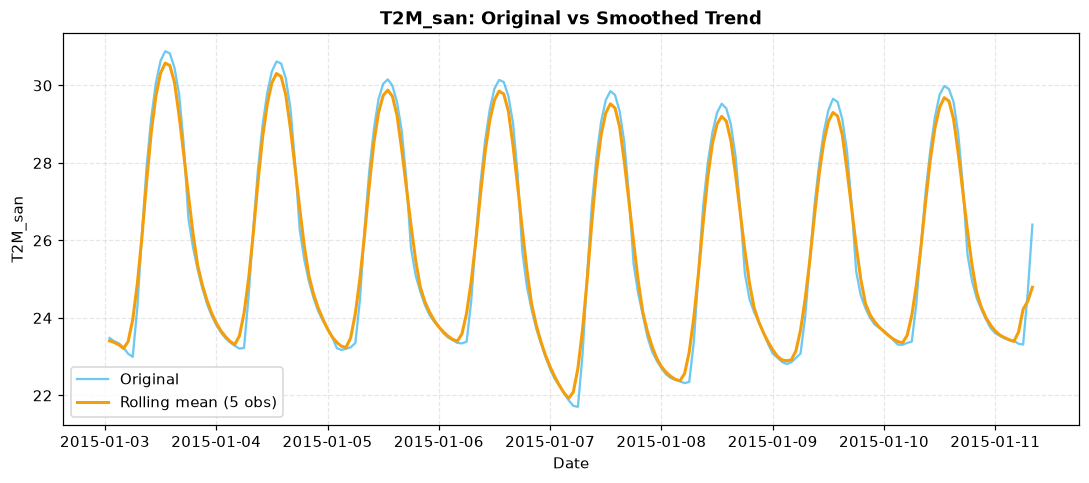 T2M_san: Original vs Smoothed Trend
T2M_san
30
28
26
24
22
Original
Rolling mean (5 obs)
2015-01-03 2015-01-04 2015-01-05 2015-01-06 2015-01-07 2015-01-08 2015-01-09 2015-01-10 2015-01-11
Date